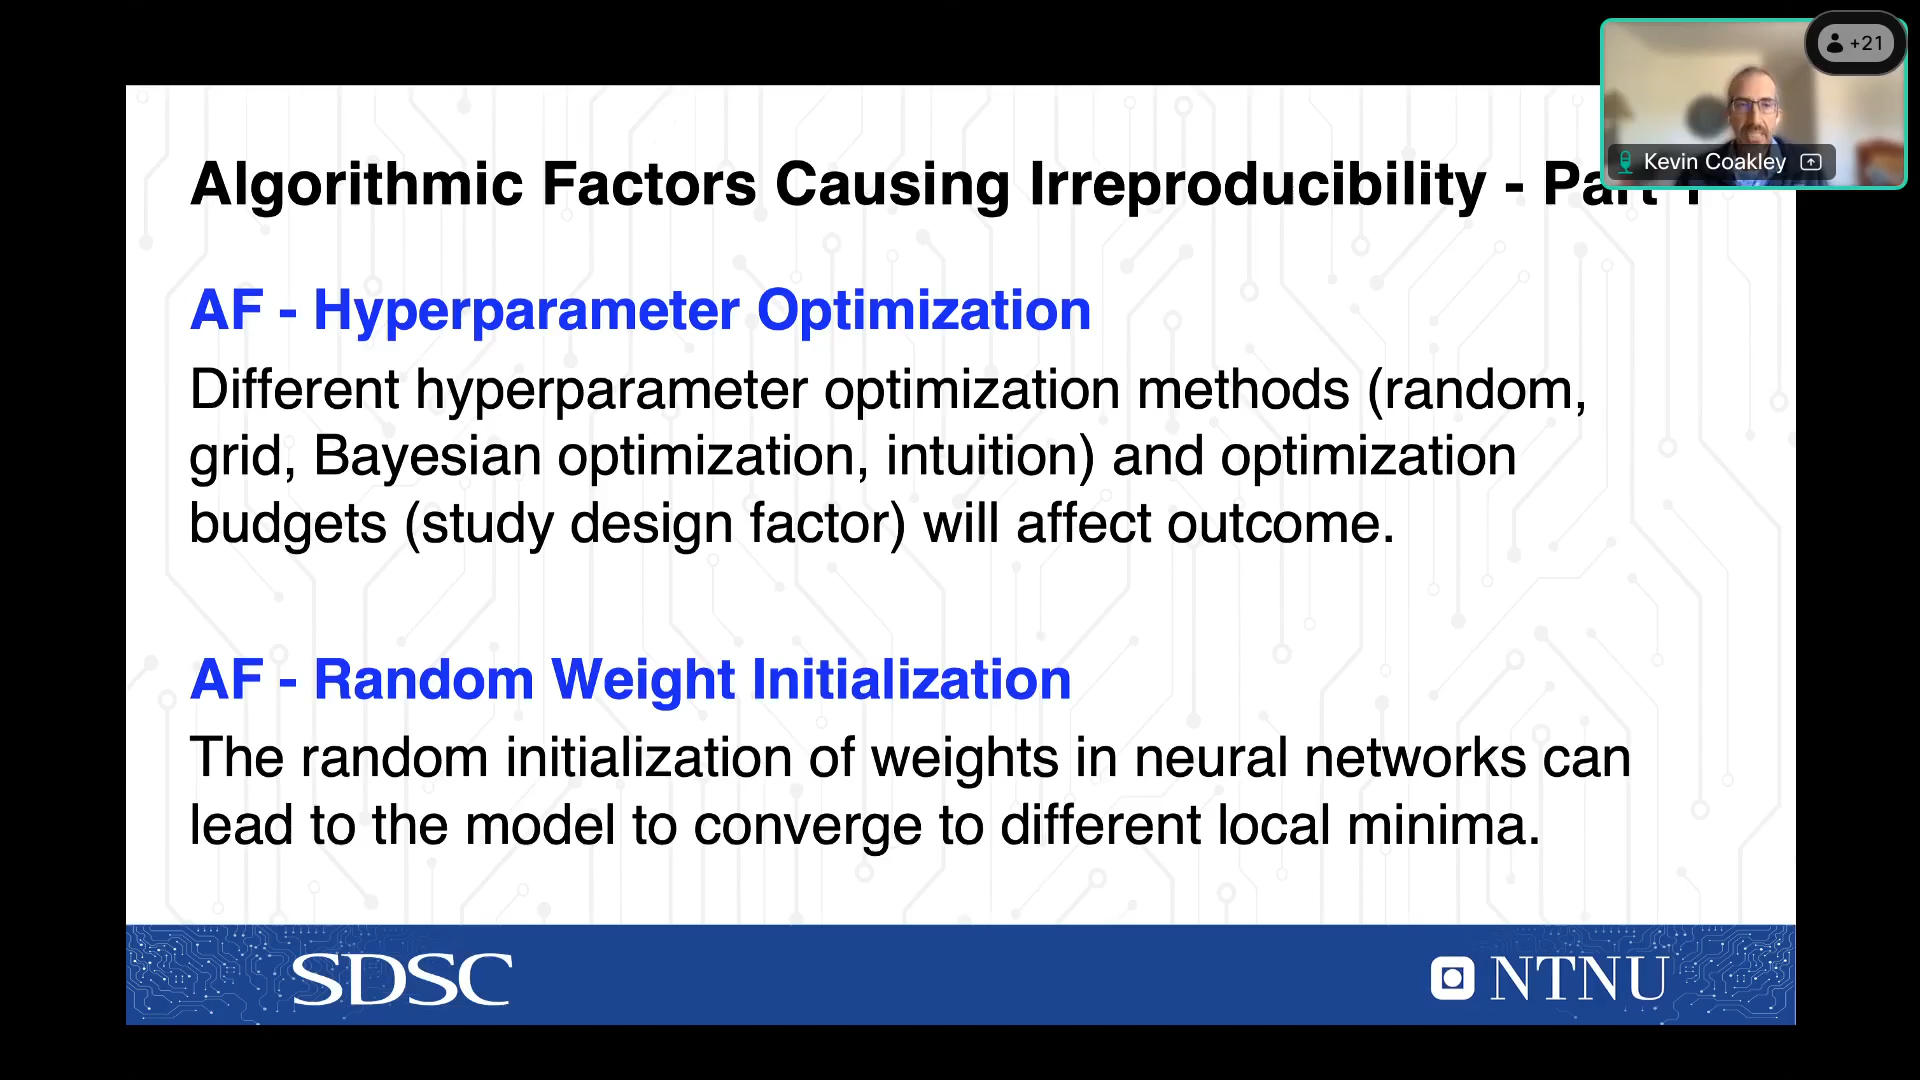 +21
Kevin Coakley
Algorithmic Factors Causing Irreproducibility - Part 1
AF - Hyperparameter Optimization
Different hyperparameter optimization methods (random,
grid, Bayesian optimization, intuition) and optimization
budgets (study design factor) will affect outcome.
AF - Random Weight Initialization
The random initialization of weights in neural networks can
lead to the model to converge to different local minima.
SDSC
NTNU